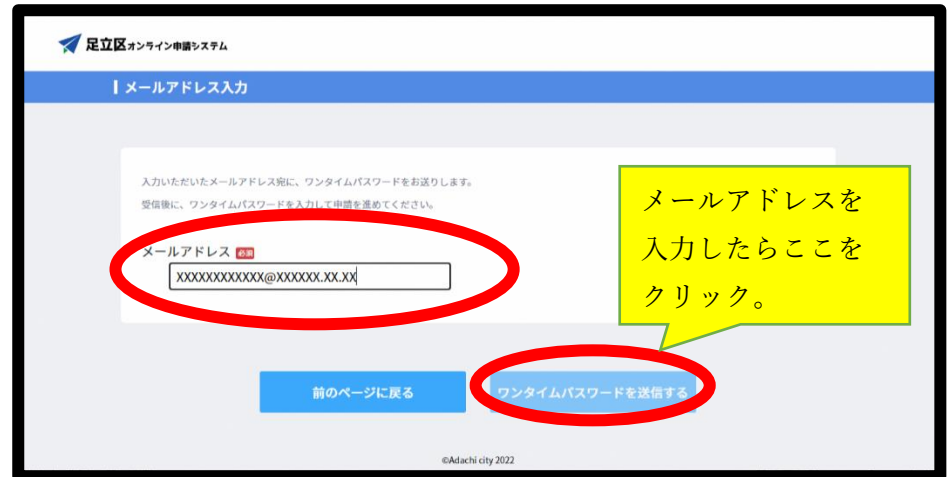 足立区オンライン申請システム
メールアドレス入力
入力いただいたメールアドレス宛に、ワンタイムパスワードをお送りします。
受信後に、ワンタイムパスワードを入力して申請を進めてください。
メールアドレス 必須
XXXXXXXXXXXX@XXXXXX.XX.XX
メールアドレスを
入力したらここを
クリック。
前のページに戻る
ワンタイムパスワードを送信する
©Adachi city 2022